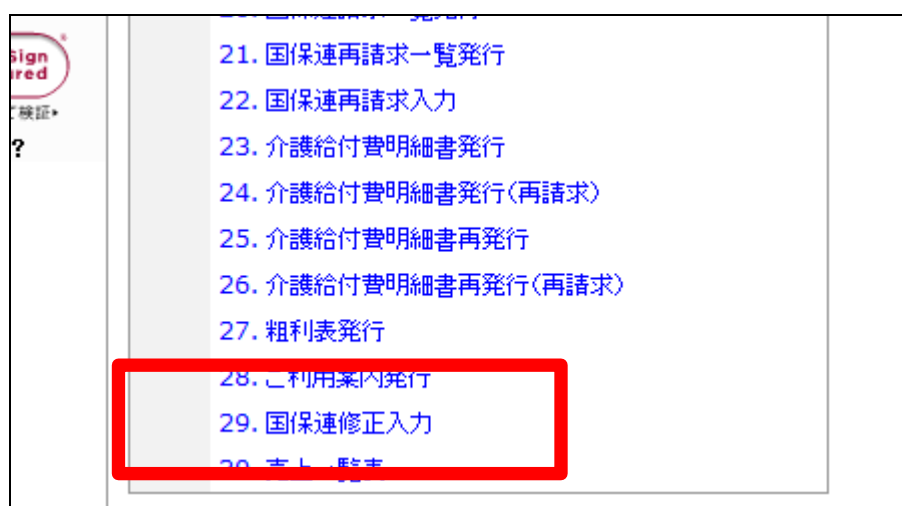 Sign
ured
て検証▸
?
21. 国保連再請求一覧発行
22. 国保連再請求入力
23. 介護給付費明細書発行
24. 介護給付費明細書発行(再請求)
25. 介護給付費明細書再発行
26. 介護給付費明細書再発行(再請求)
27. 粗利表発行
28. ご利用案内発行
29. 国保連修正入力